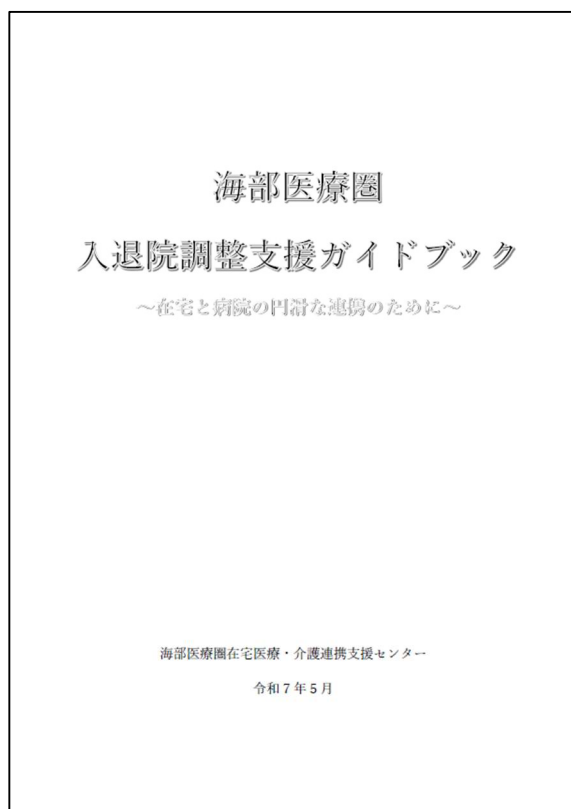 海部医療圏
入退院調整支援ガイドブック
～在宅と病院の円滑な連携のために～
海部医療圏在宅医療・介護連携支援センター
令和7年5月